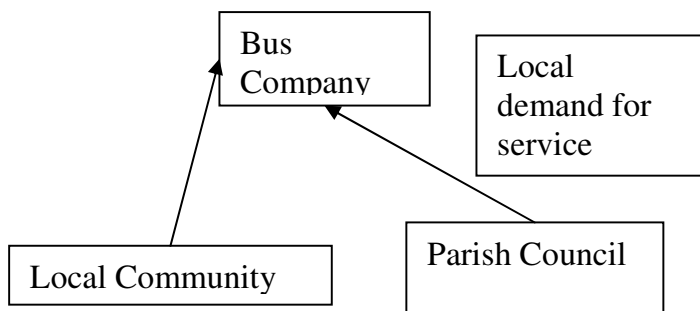 Bus
Company
Local
demand for
service
Local Community
Parish Council